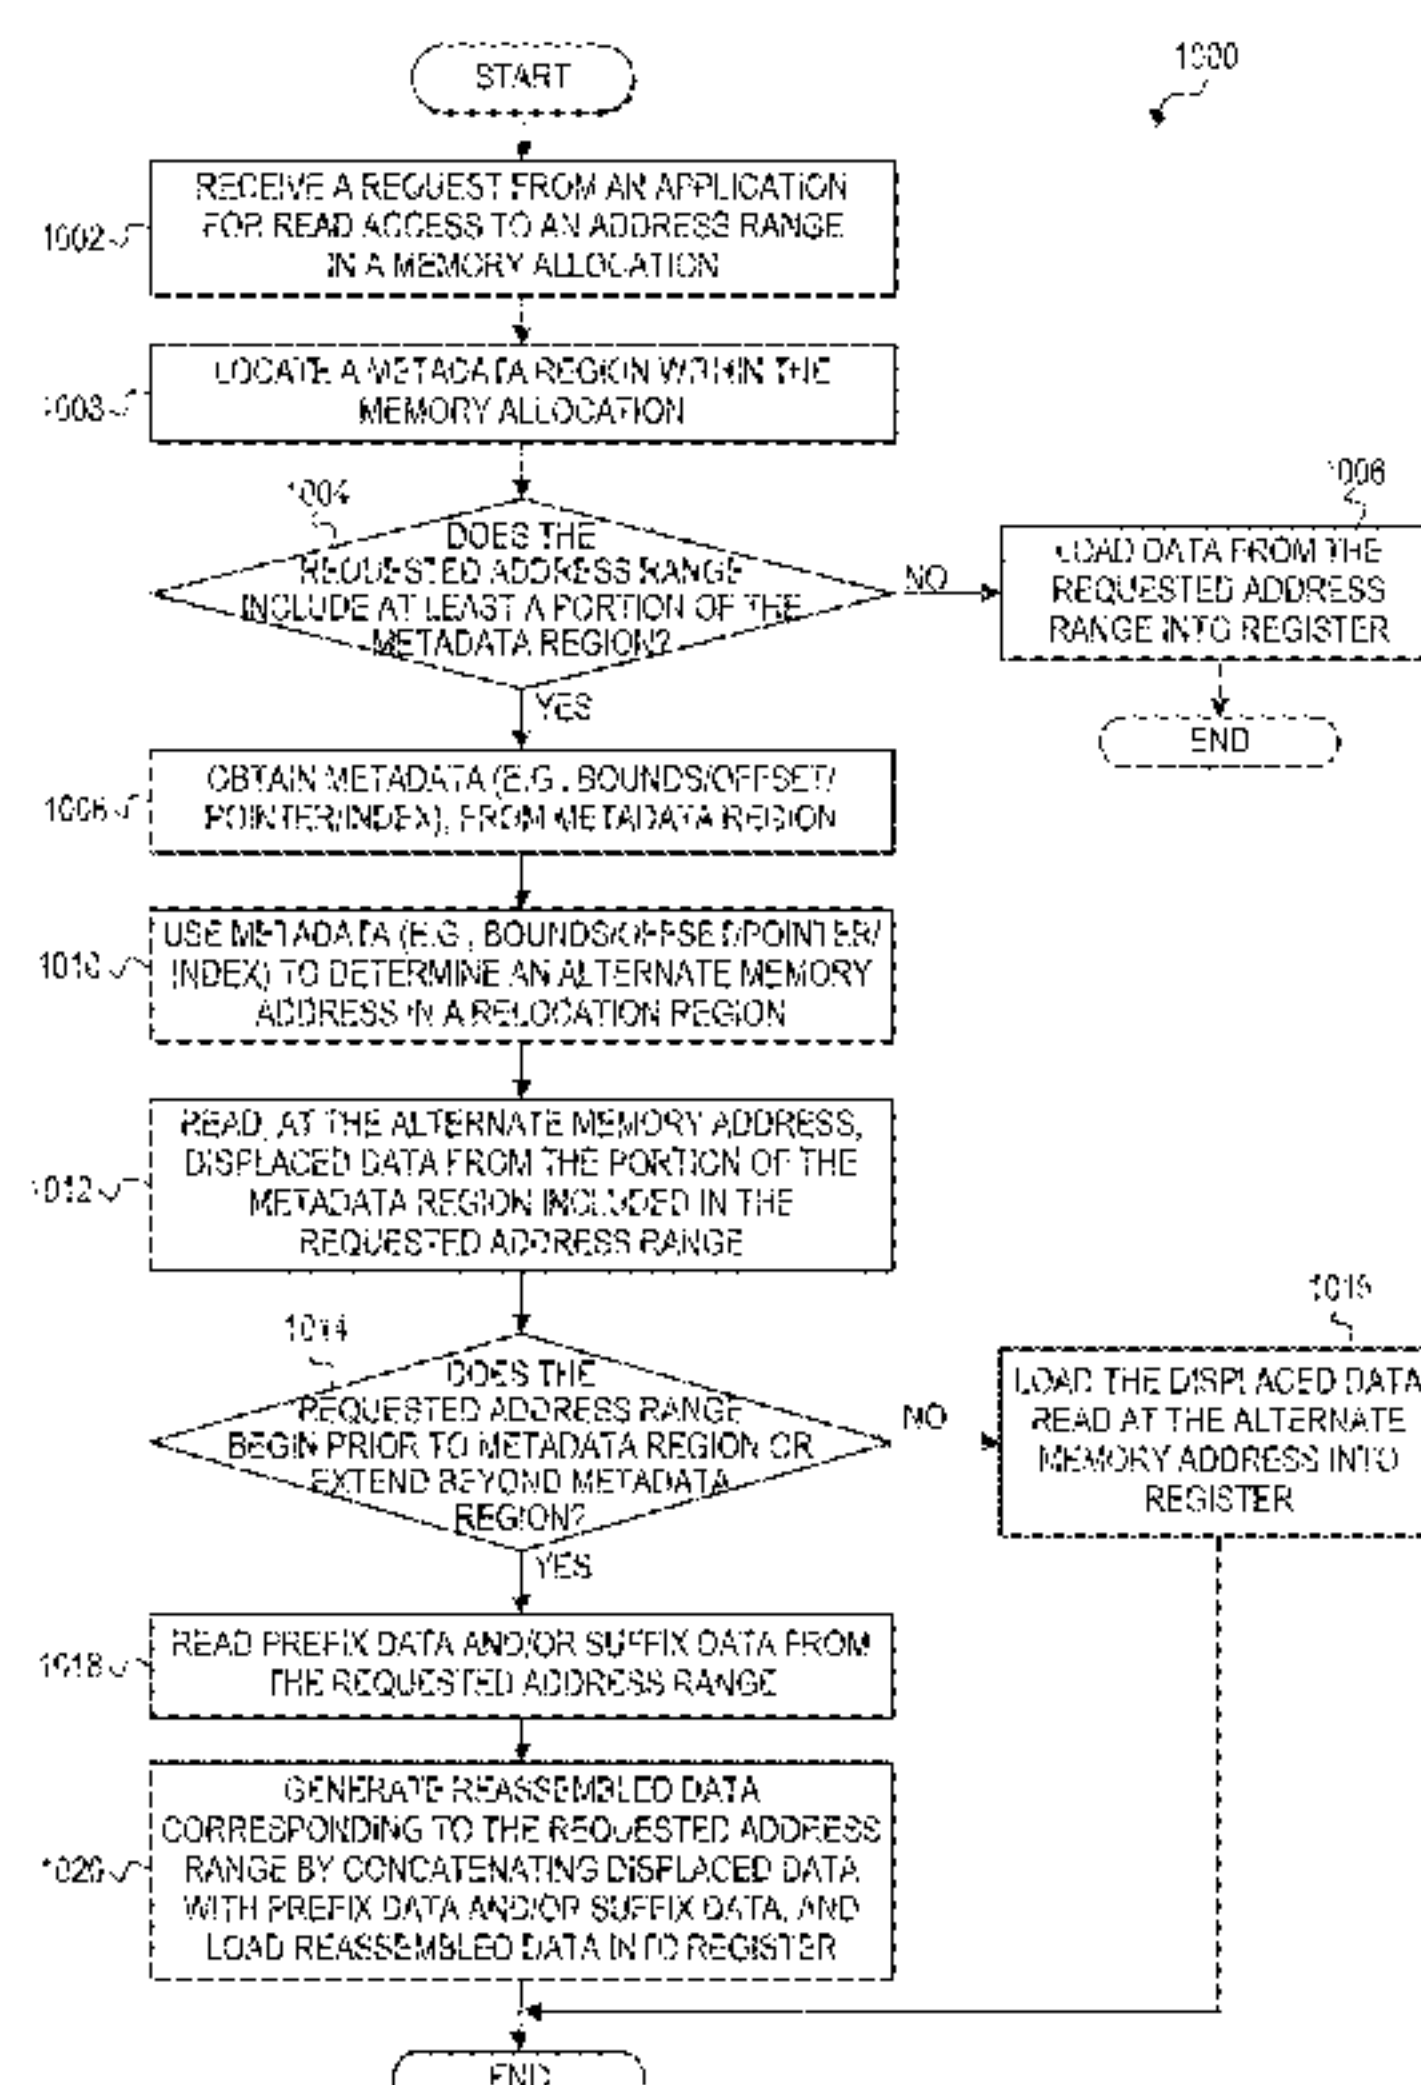 START
1000
RECEIVE A REQUEST FROM AN APPLICATION
FOR READ ACCESS TO AN ADDRESS RANGE
IN A MEMORY ALLOCATION
1002
LOCATE A METADATA REGION WITHIN THE
MEMORY ALLOCATION
1003
1004
DOES THE
REQUESTED ADDRESS RANGE
INCLUDE AT LEAST A PORTION OF THE
METADATA REGION?
NO
1006
LOAD DATA FROM THE
REQUESTED ADDRESS
RANGE INTO REGISTER
END
YES
OBTAIN METADATA (E.G., BOUNDS/OFFSET/
POINTER/INDEX), FROM METADATA REGION
USE METADATA (E.G., BOUNDS/OFFSET/POINTER/
INDEX) TO DETERMINE AN ALTERNATE MEMORY
ADDRESS IN A RELOCATION REGION
1010
READ, AT THE ALTERNATE MEMORY ADDRESS,
DISPLACED DATA FROM THE PORTION OF THE
METADATA REGION INCLUDED IN THE
REQUESTED ADDRESS RANGE
1012
1014
DOES THE
REQUESTED ADDRESS RANGE
BEGIN PRIOR TO METADATA REGION OR
EXTEND BEYOND METADATA
REGION?
NO
LOAD THE DISPLACED DATA
READ AT THE ALTERNATE
MEMORY ADDRESS INTO
REGISTER
YES
READ PREFIX DATA AND/OR SUFFIX DATA FROM
THE REQUESTED ADDRESS RANGE
1018
GENERATE REASSEMBLED DATA
CORRESPONDING TO THE REQUESTED ADDRESS
RANGE BY CONCATENATING DISPLACED DATA
WITH PREFIX DATA AND/OR SUFFIX DATA, AND
LOAD REASSEMBLED DATA INTO REGISTER
1020
END